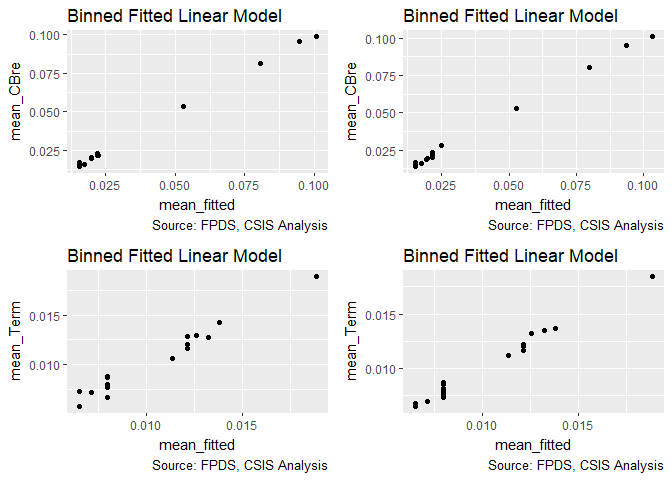 Binned Fitted Linear Model
mean_CBre
0.100
0.075
0.050
0.025
0.025 0.050 0.075 0.100
mean_fitted
Source: FPDS, CSIS Analysis
Binned Fitted Linear Model
mean_CBre
0.100
0.075
0.050
0.025
0.025 0.050 0.075 0.100
mean_fitted
Source: FPDS, CSIS Analysis
Binned Fitted Linear Model
mean_Term
0.015
0.010
0.010 0.015
mean_fitted
Source: FPDS, CSIS Analysis
Binned Fitted Linear Model
mean_Term
0.015
0.010
0.010 0.015
mean_fitted
Source: FPDS, CSIS Analysis